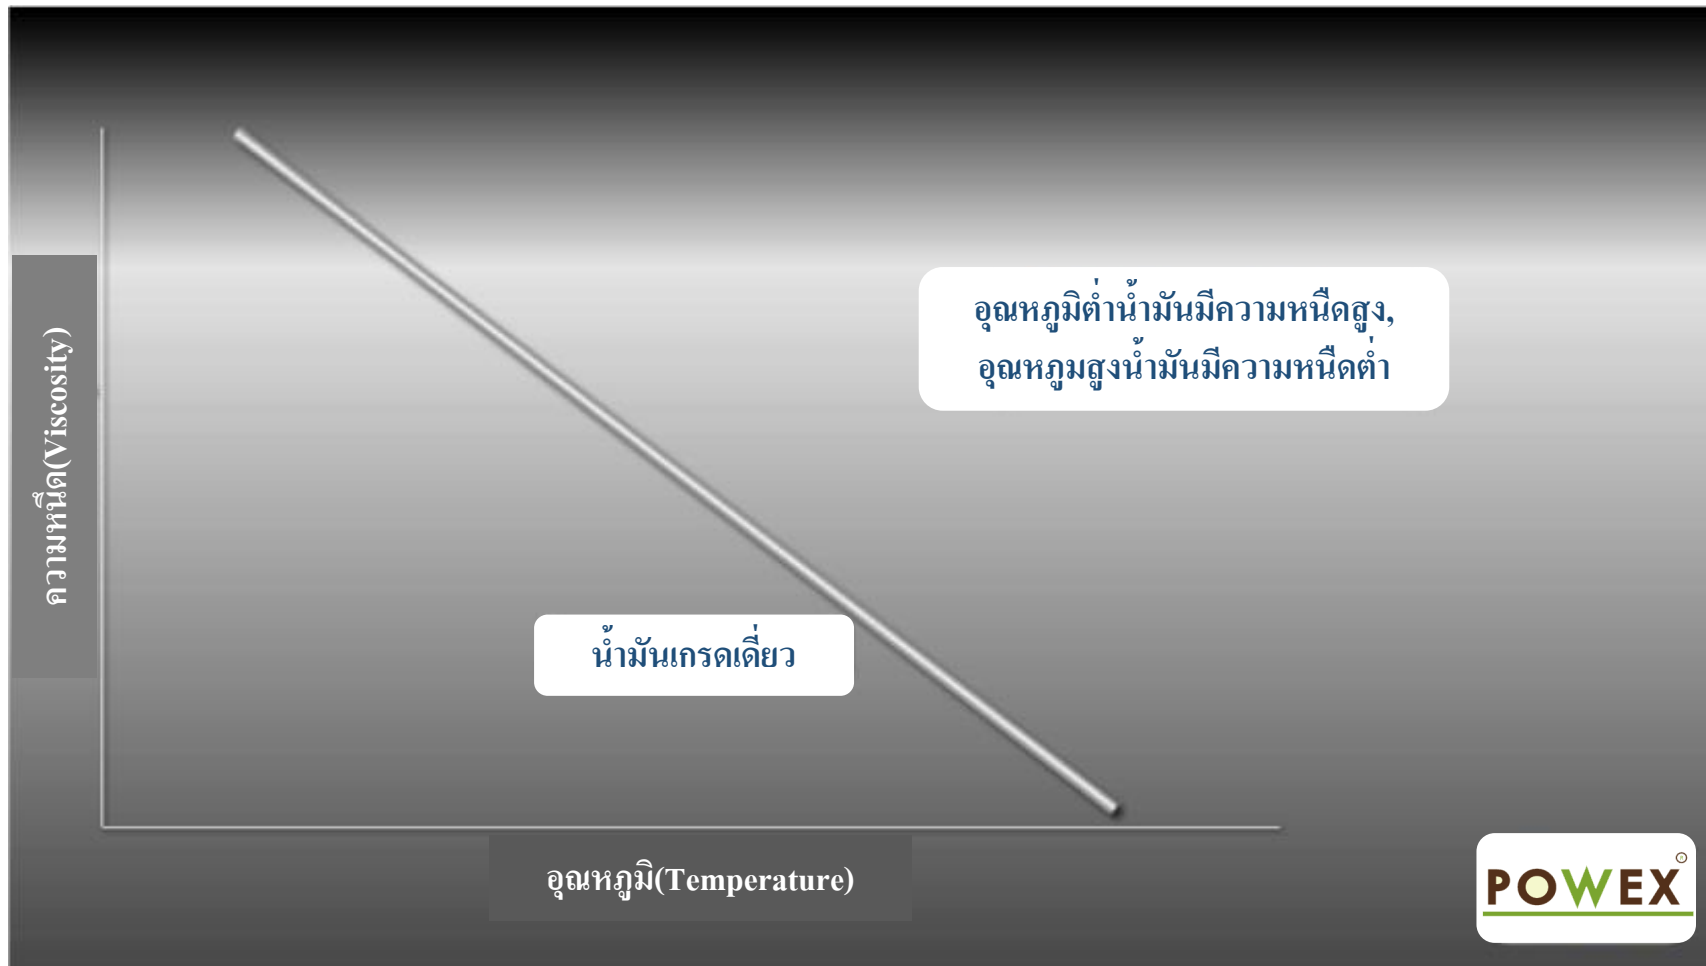 ความหนืด(Viscosity)
อุณหภูมิต่ำน้ำมันมีความหนืดสูง,
อุณหภูมสูงน้ำมันมีความหนืดต่ำ
น้ำมันเกรดเดี่ยว
อุณหภูมิ(Temperature)
POWEX®